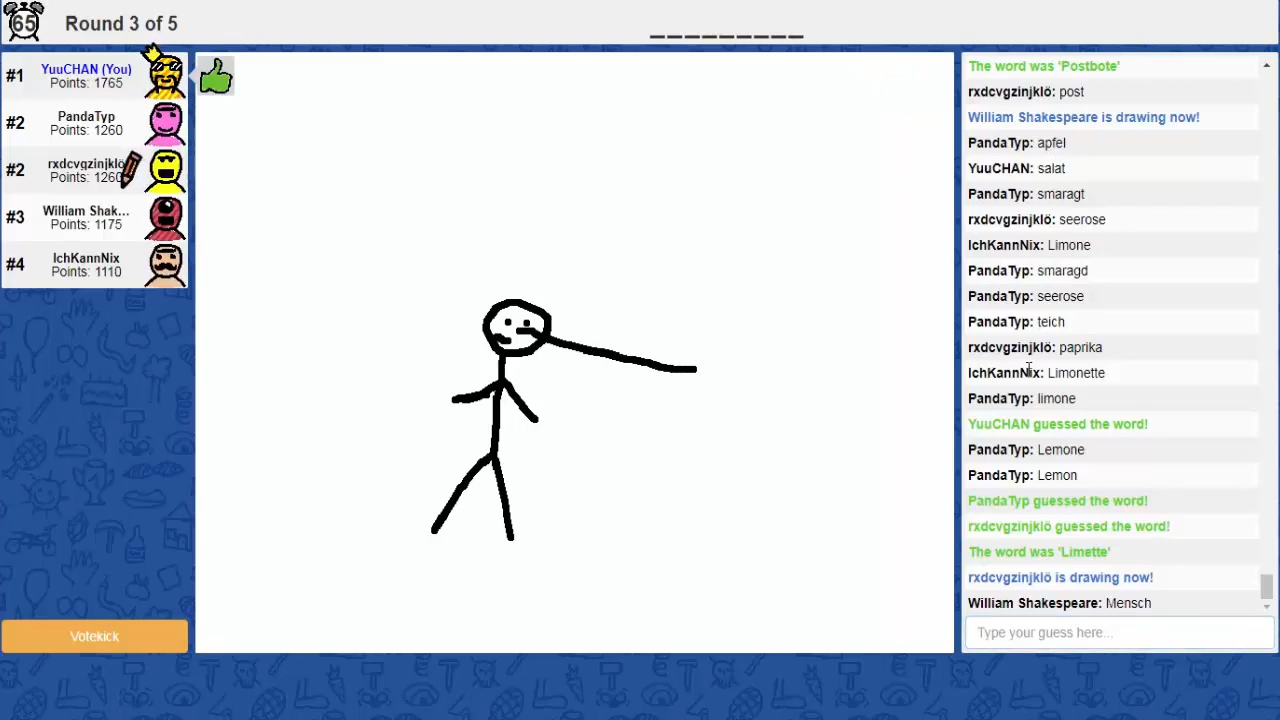 65
Round 3 of 5
_ _ _ _ _ _ _ _ _
#1
YuuCHAN (You)
Points: 1765
#2
PandaTyp
Points: 1260
#2
rxdcvgzinjklö
Points: 1260
#3
William Shak...
Points: 1175
#4
IchKannNix
Points: 1110
Votekick
The word was 'Postbote'
rxdcvgzinjklö: post
William Shakespeare is drawing now!
PandaTyp: apfel
YuuCHAN: salat
PandaTyp: smaragt
rxdcvgzinjklö: seerose
IchKannNix: Limone
PandaTyp: smaragd
PandaTyp: seerose
PandaTyp: teich
rxdcvgzinjklö: paprika
IchKannNix: Limonette
PandaTyp: limone
YuuCHAN guessed the word!
PandaTyp: Lemone
PandaTyp: Lemon
PandaTyp guessed the word!
rxdcvgzinjklö guessed the word!
The word was 'Limette'
rxdcvgzinjklö is drawing now!
William Shakespeare: Mensch
Type your guess here...